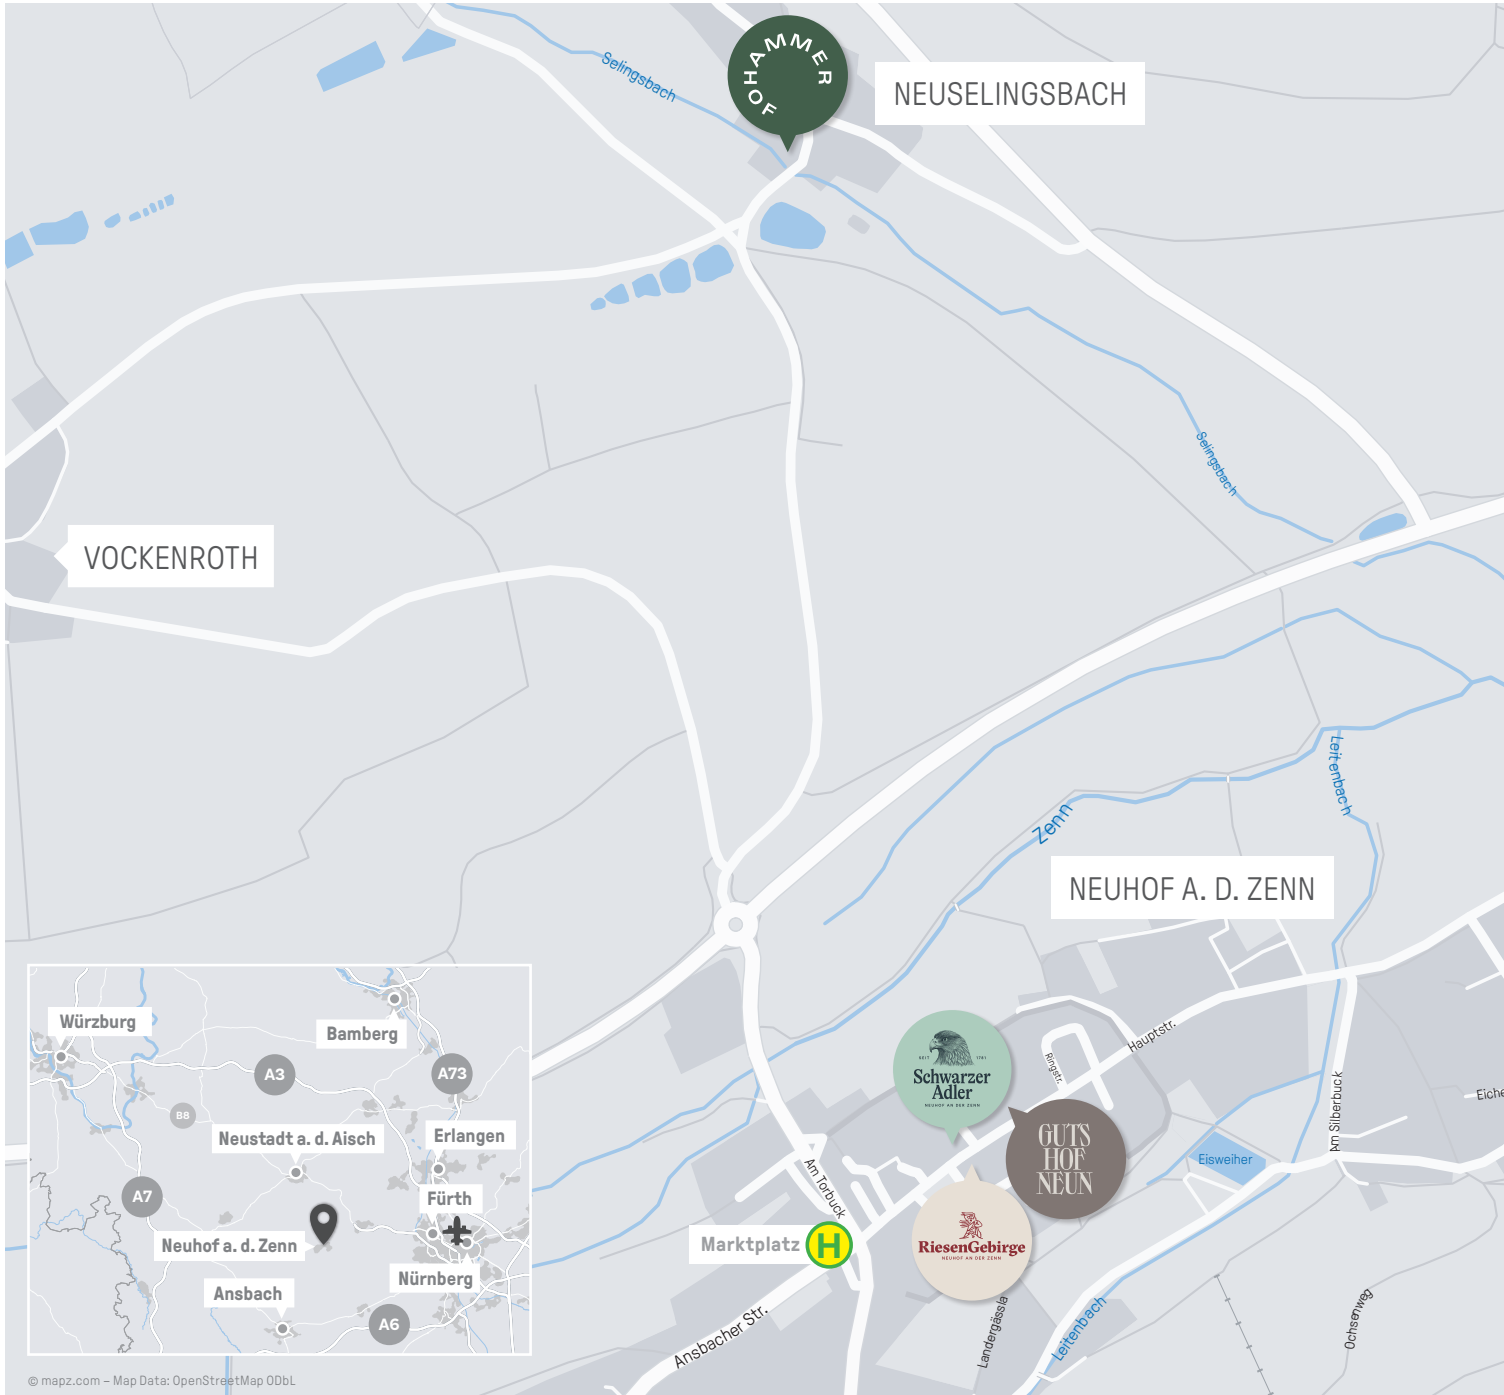 HAMMER
HOF
NEUSELINGSBACH
Selingsbach
Selingsbach
VOCKENROTH
Leitenbach
Zenn
NEUHOF A. D. ZENN
Hauptstr.
Ringstr.
SEIT 1761
Schwarzer
Adler
NEUHOF AN DER ZENN
GUTS
HOF
NEUN
Am Silberbuck
Eiche
Eisweiher
Am Torbuck
Marktplatz
H
RiesenGebirge
NEUHOF AN DER ZENN
Ansbacher Str.
Landergässla
Leitenbach
Ochsenweg
Würzburg
Bamberg
A3
A73
B8
Neustadt a. d. Aisch
Erlangen
A7
Fürth
Neuhof a. d. Zenn
Nürnberg
Ansbach
A6
© mapz.com – Map Data: OpenStreetMap ODbL